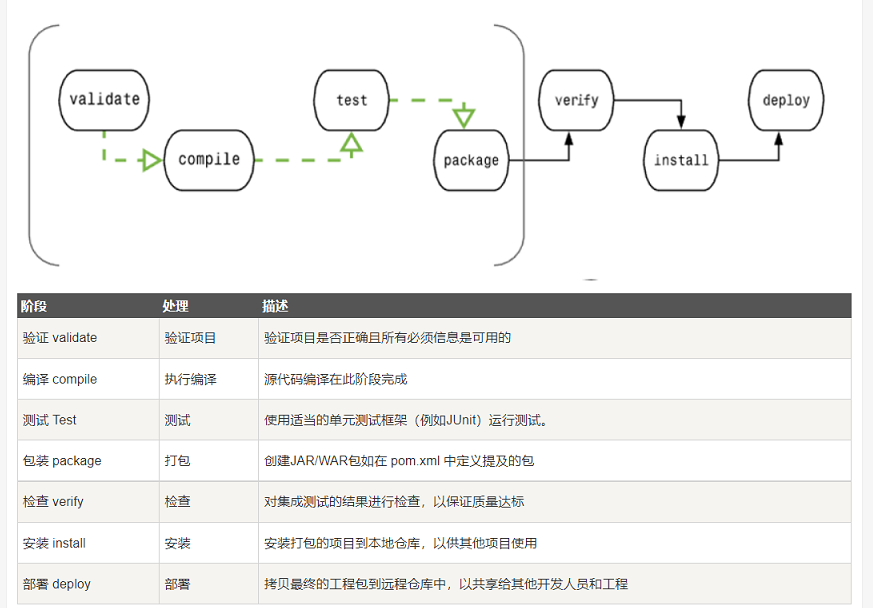 validate
compile
test
package
verify
install
deploy
阶段 处理 描述
验证 validate 验证项目 验证项目是否正确且所有必须信息是可用的
编译 compile 执行编译 源代码编译在此阶段完成
测试 Test 测试 使用适当的单元测试框架（例如JUnit）运行测试。
包装 package 打包 创建JAR/WAR包如在 pom.xml 中定义提及的包
检查 verify 检查 对集成测试的结果进行检查，以保证质量达标
安装 install 安装 安装打包的项目到本地仓库，以供其他项目使用
部署 deploy 部署 拷贝最终的工程包到远程仓库中，以共享给其他开发人员和工程